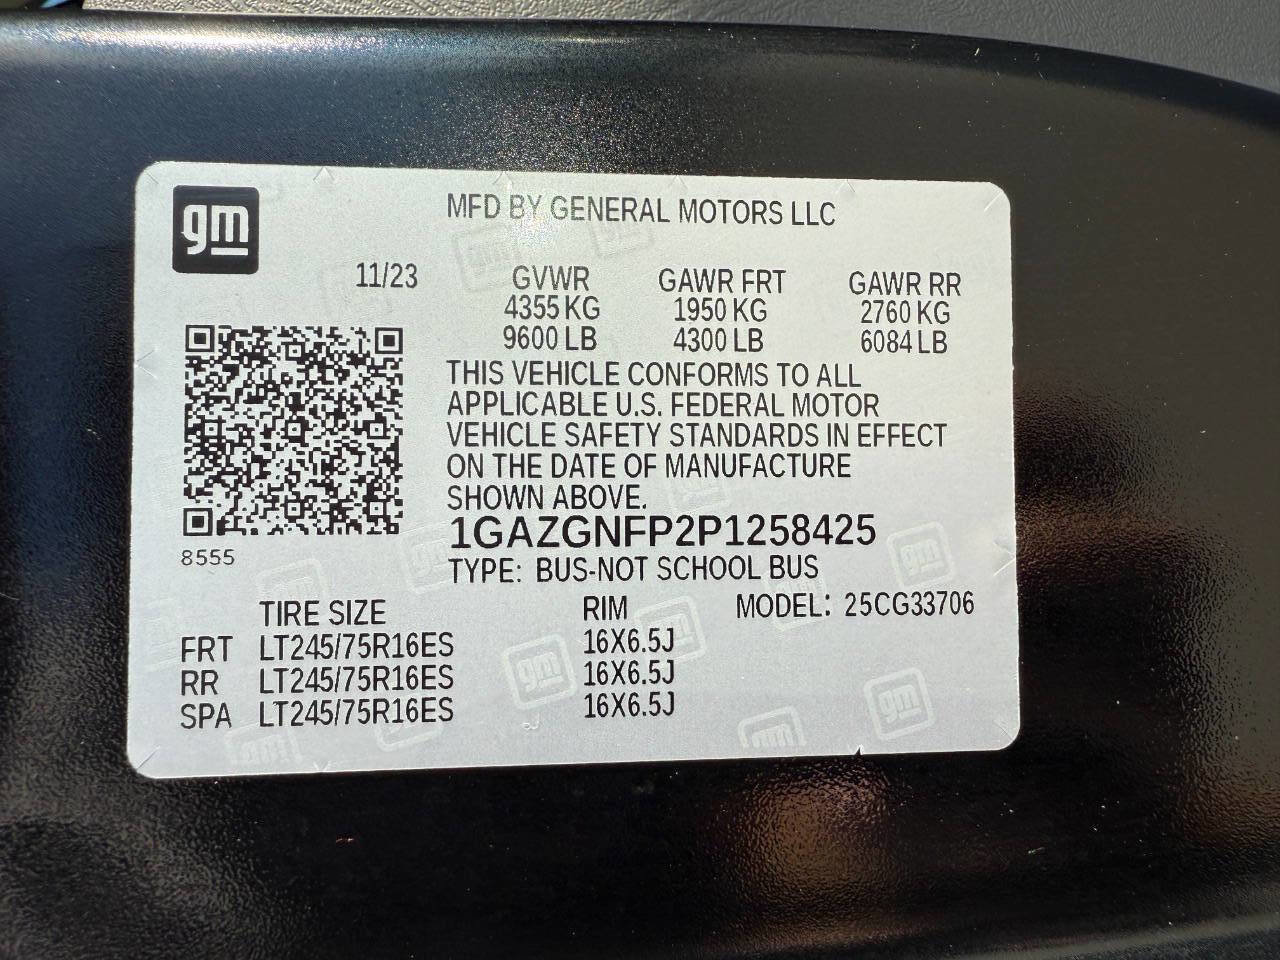 gm
MFD BY GENERAL MOTORS LLC
11/23 GVWR GAWR FRT GAWR RR
4355 KG 1950 KG 2760 KG
9600 LB 4300 LB 6084 LB
THIS VEHICLE CONFORMS TO ALL
APPLICABLE U.S. FEDERAL MOTOR
VEHICLE SAFETY STANDARDS IN EFFECT
ON THE DATE OF MANUFACTURE
SHOWN ABOVE.
1GAZGNFP2P1258425
8555
TYPE: BUS-NOT SCHOOL BUS
TIRE SIZE RIM MODEL: 25CG33706
FRT LT245/75R16ES 16X6.5J
RR LT245/75R16ES 16X6.5J
SPA LT245/75R16ES 16X6.5J